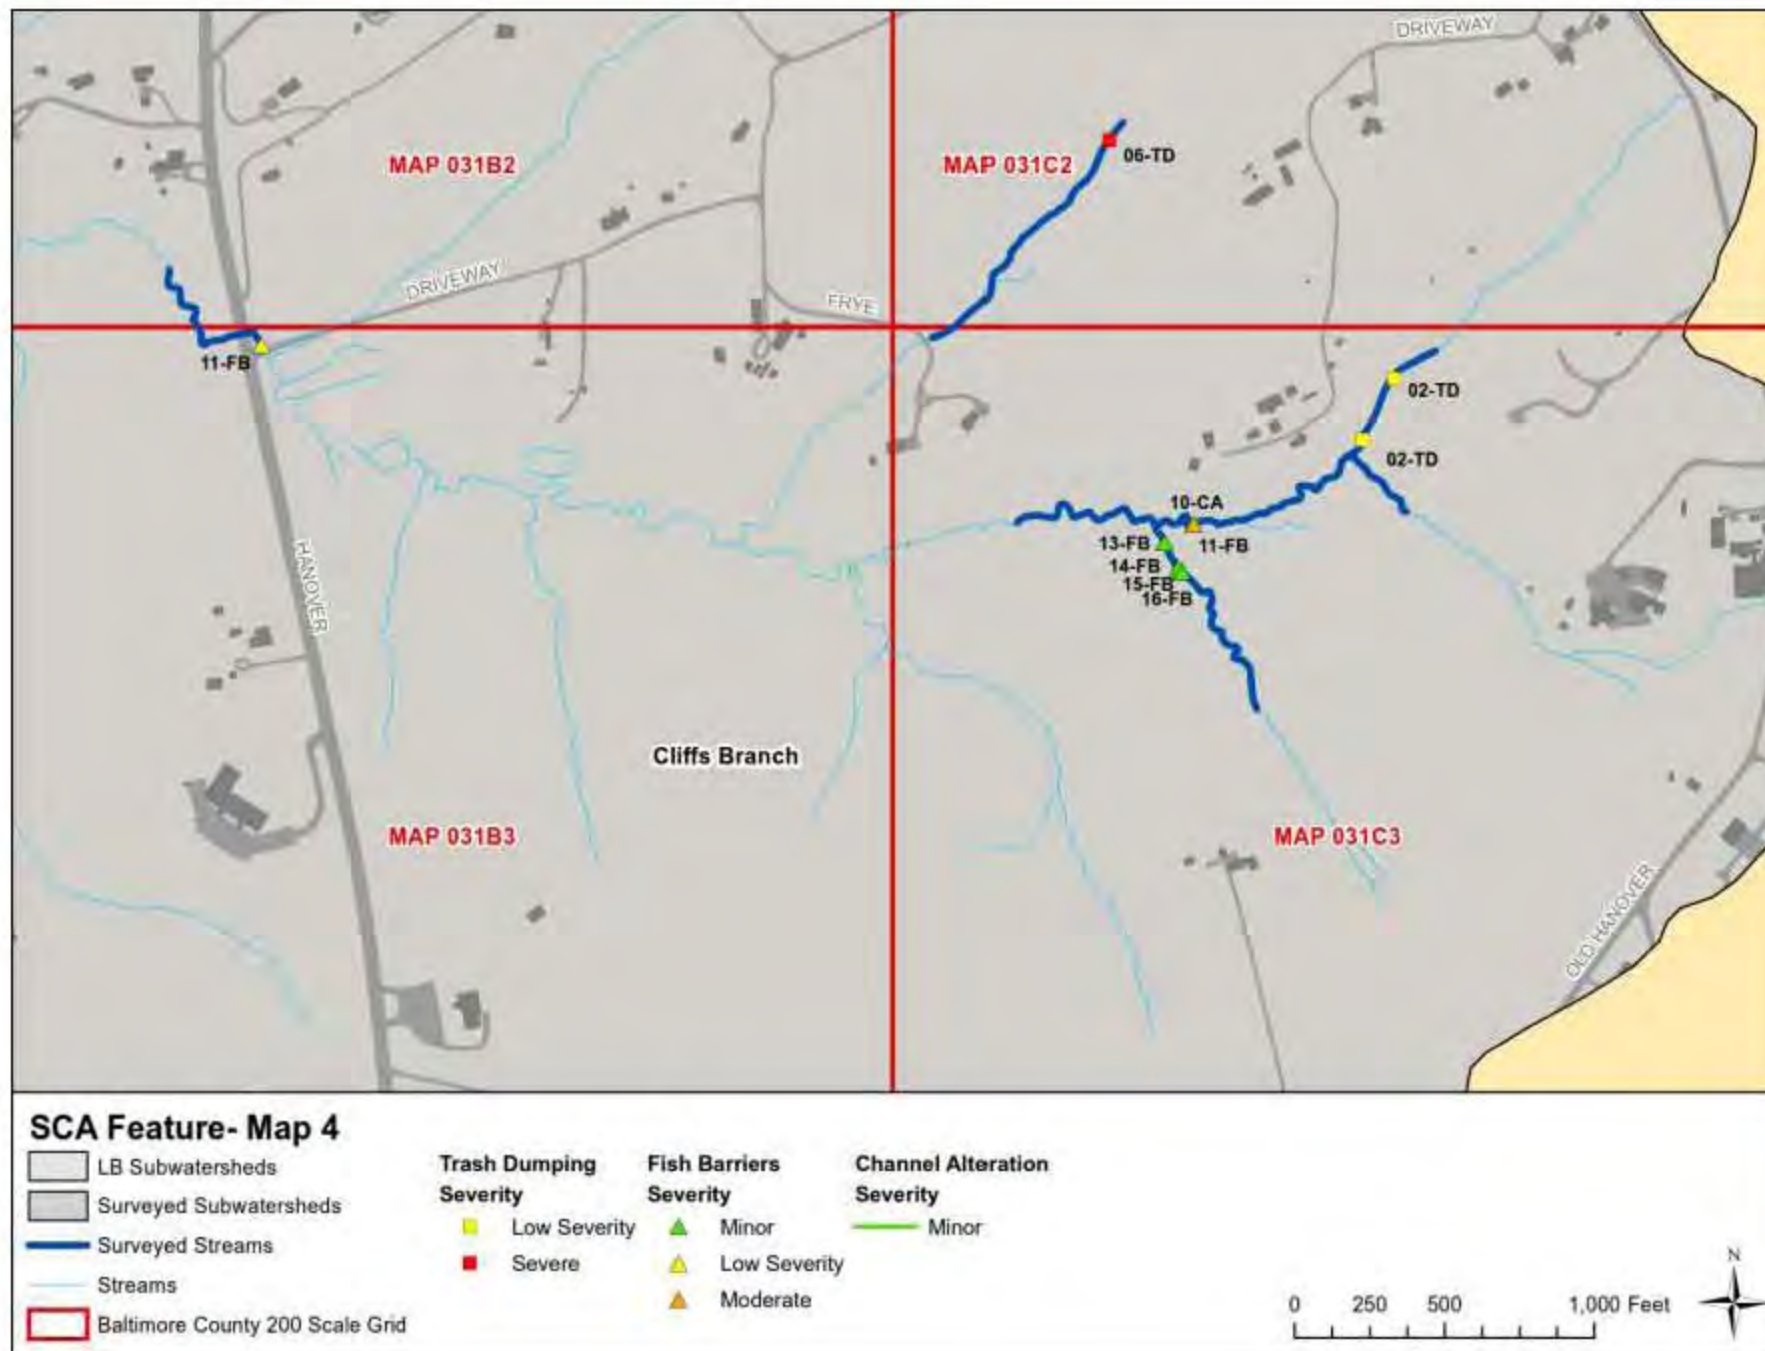 DRIVEWAY
MAP 031B2
MAP 031C2
06-TD
DRIVEWAY
FRYE
11-FB
02-TD
02-TD
10-CA
13-FB
11-FB
14-FB
15-FB
16-FB
HANOVER
Cliffs Branch
MAP 031B3
MAP 031C3
OLD HANOVER
SCA Feature- Map 4
LB Subwatersheds
Surveyed Subwatersheds
Surveyed Streams
Streams
Baltimore County 200 Scale Grid
Trash Dumping
Severity
Low Severity
Severe
Fish Barriers
Severity
Minor
Low Severity
Moderate
Channel Alteration
Severity
Minor
0 250 500 1,000 Feet
N